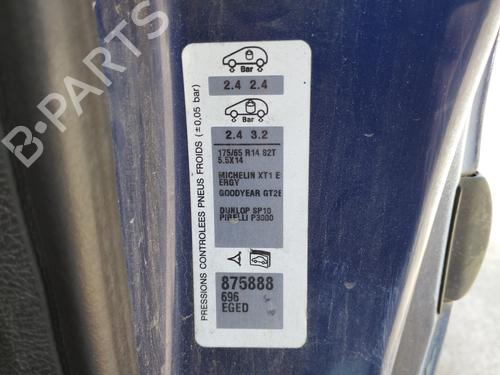 Bar
2.4 2.4
Bar
2.4 3.2
175/65 R14 82T
5.5X14
MICHELIN XT1 E
ERGY
GOODYEAR GT2E
DUNLOP SP10
PIRELLI P3000
875888
696
EGED
PRESSIONS CONTROLEES PNEUS FROIDS (±0,05 bar)
B-PARTS